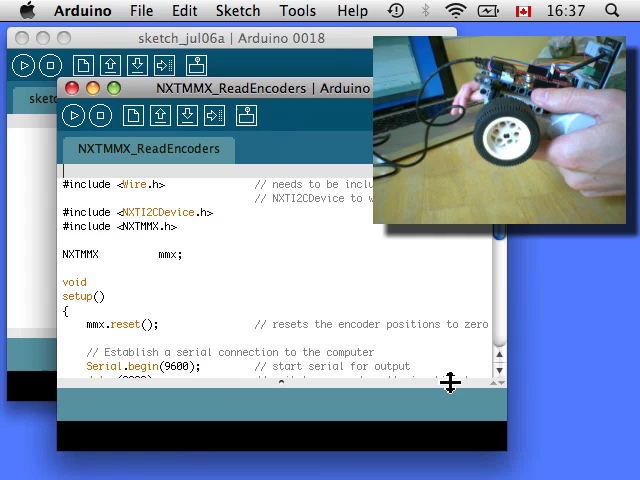 Arduino File Edit Sketch Tools Help 16:37
sketch_jul06a | Arduino 0018
NXTMMX_ReadEncoders | Arduino
sket
NXTMMX_ReadEncoders
#include <Wire.h> // needs to be inclu
// NXTI2CDevice to w
#include <NXTI2CDevice.h>
#include <NXTMMX.h>
NXTMMX mmx;
void
setup()
{
mmx.reset(); // resets the encoder positions to zero
// Establish a serial connection to the computer
Serial.begin(9600); // start serial for output